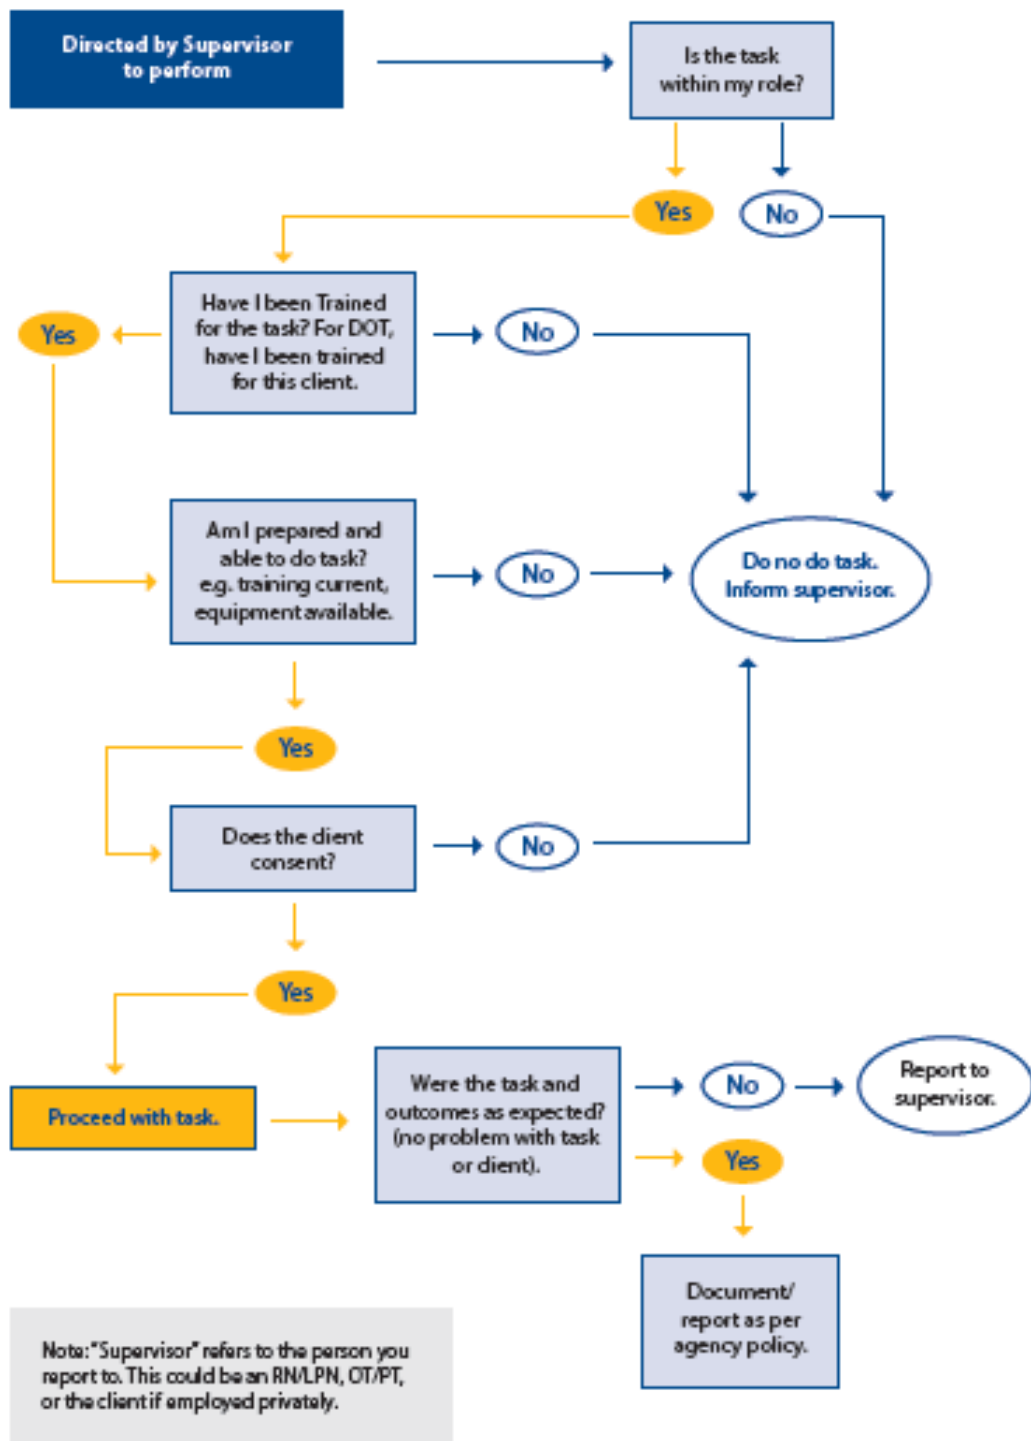 Directed by Supervisor
to perform
Is the task
within my role?
Yes
No
Have I been Trained
for the task? For DOT,
have I been trained
for this client.
Yes
No
Am I prepared and
able to do task?
e.g. training current,
equipment available.
No
Do no do task.
Inform supervisor.
Yes
Does the client
consent?
No
Yes
Proceed with task.
Were the task and
outcomes as expected?
(no problem with task
or client).
No
Report to
supervisor.
Yes
Document/
report as per
agency policy.
Note: "Supervisor" refers to the person you
report to. This could be an RN/LPN, OT/PT,
or the client if employed privately.